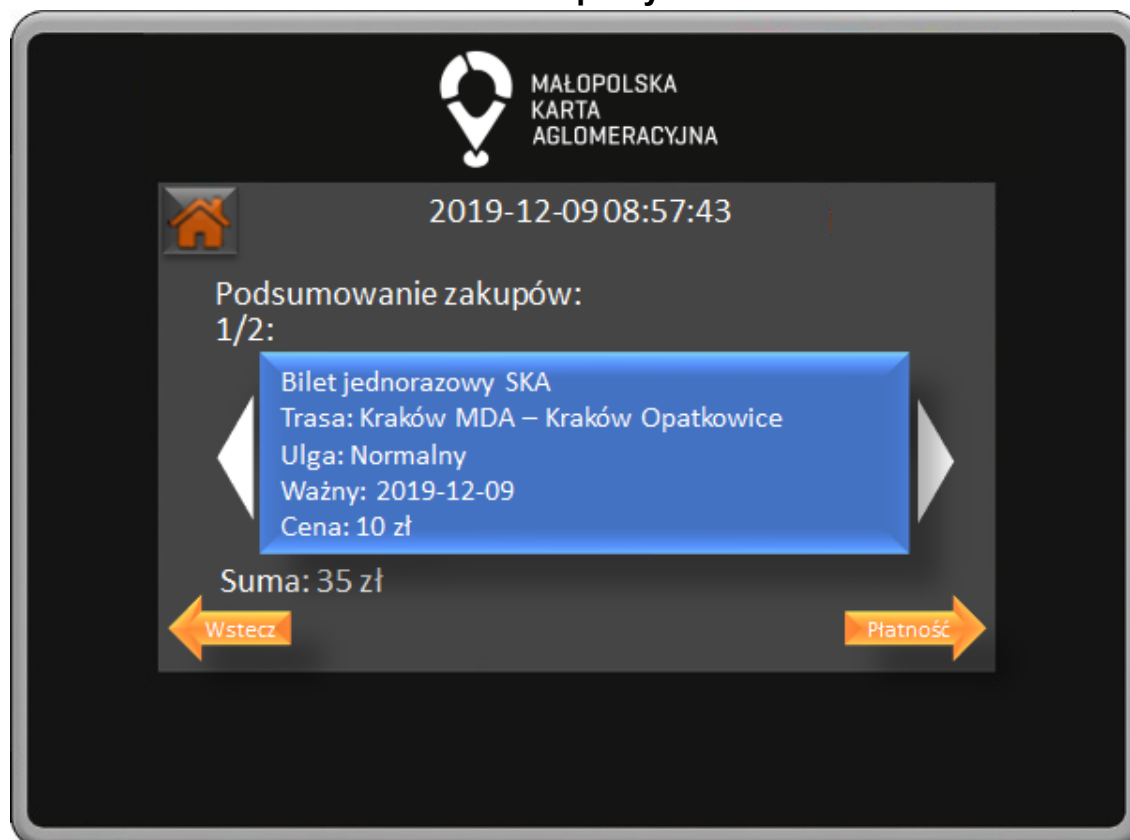 MAŁOPOLSKA
KARTA
AGLOMERACYJNA
2019-12-09 08:57:43
Podsumowanie zakupów:
1/2:
Bilet jednorazowy SKA
Trasa: Kraków MDA – Kraków Opatkowice
Ulga: Normalny
Ważny: 2019-12-09
Cena: 10 zł
Suma: 35 zł
Wstecz
Płatność